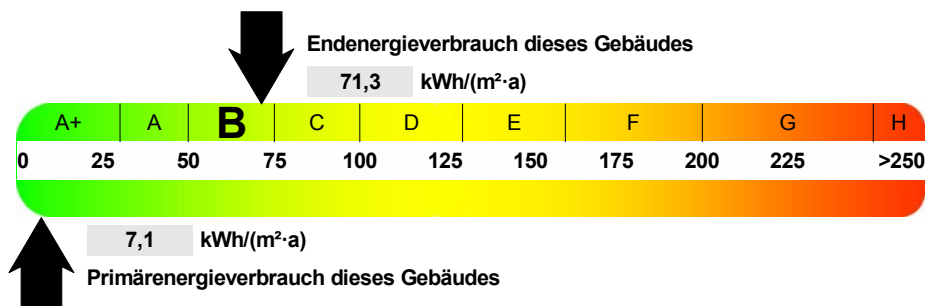 Endenergieverbrauch dieses Gebäudes
71,3 kWh/(m²·a)
A+ A B C D E F G H
0 25 50 75 100 125 150 175 200 225 >250
7,1 kWh/(m²·a)
Primärenergieverbrauch dieses Gebäudes